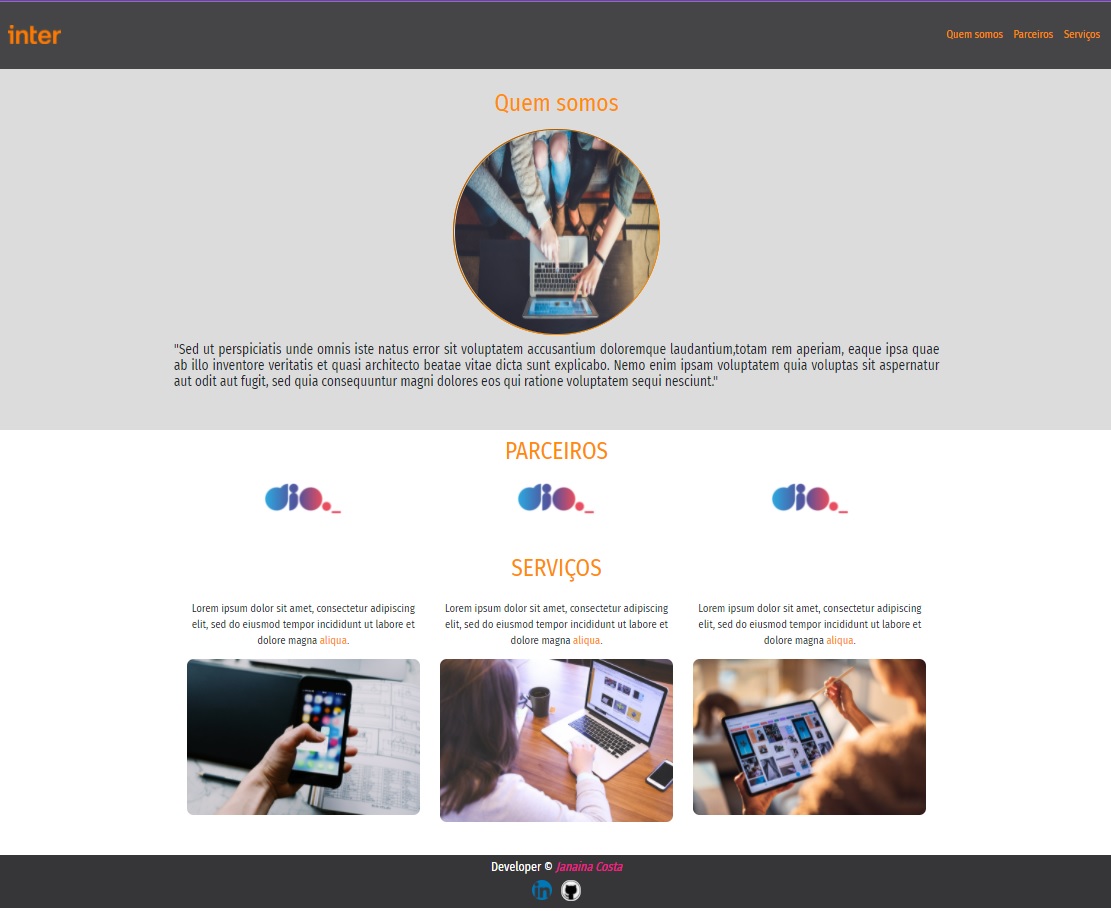 inter
Quem somos Parceiros Serviços
Quem somos
"Sed ut perspiciatis unde omnis iste natus error sit voluptatem accusantium doloremque laudantium,totam rem aperiam, eaque ipsa quae
ab illo inventore veritatis et quasi architecto beatae vitae dicta sunt explicabo. Nemo enim ipsam voluptatem quia voluptas sit aspernatur
aut odit aut fugit, sed quia consequuntur magni dolores eos qui ratione voluptatem sequi nesciunt."
PARCEIROS
dio._ dio._ dio._
SERVIÇOS
Lorem ipsum dolor sit amet, consectetur adipiscing
elit, sed do eiusmod tempor incididunt ut labore et
dolore magna aliqua.
Lorem ipsum dolor sit amet, consectetur adipiscing
elit, sed do eiusmod tempor incididunt ut labore et
dolore magna aliqua.
Lorem ipsum dolor sit amet, consectetur adipiscing
elit, sed do eiusmod tempor incididunt ut labore et
dolore magna aliqua.
Developer © Janaina Costa
in